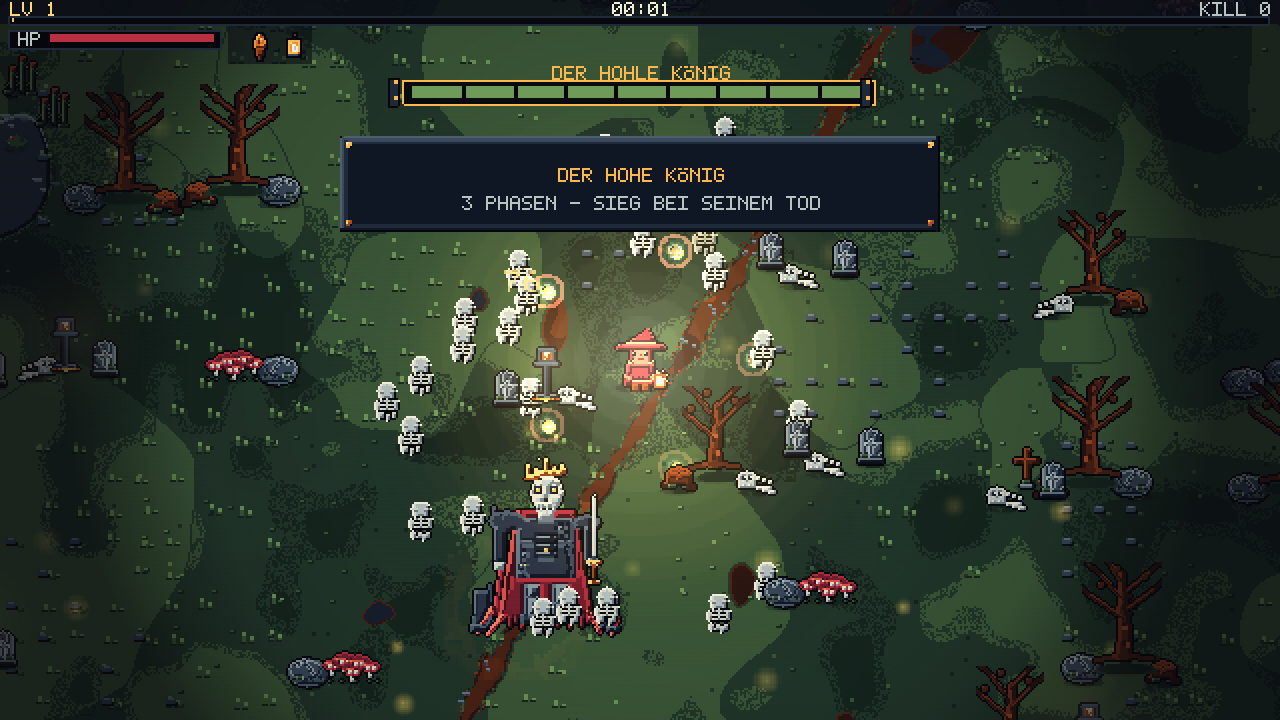 LV 1
00:01
KILL 0
HP
DER HOHLE KöNIG
DER HOHE KöNIG
3 PHASEN - SIEG BEI SEINEM TOD